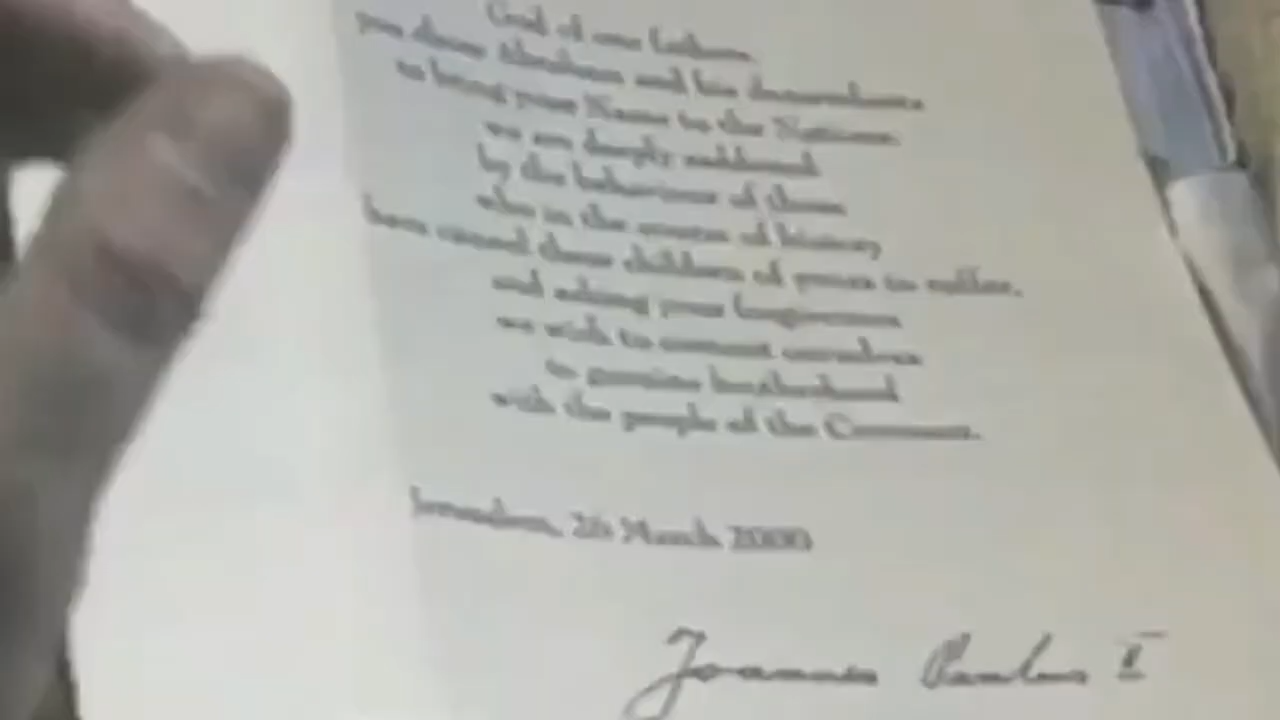 God of our fathers,
you chose Abraham and his descendants
to bring your Name to the Nations:
we are deeply saddened
by the behaviour of those
who in the course of history
have caused these children of yours to suffer,
and asking your forgiveness
we wish to commit ourselves
to genuine brotherhood
with the people of the Covenant.
Jerusalem, 26 March 2000
Joannes Paulus II